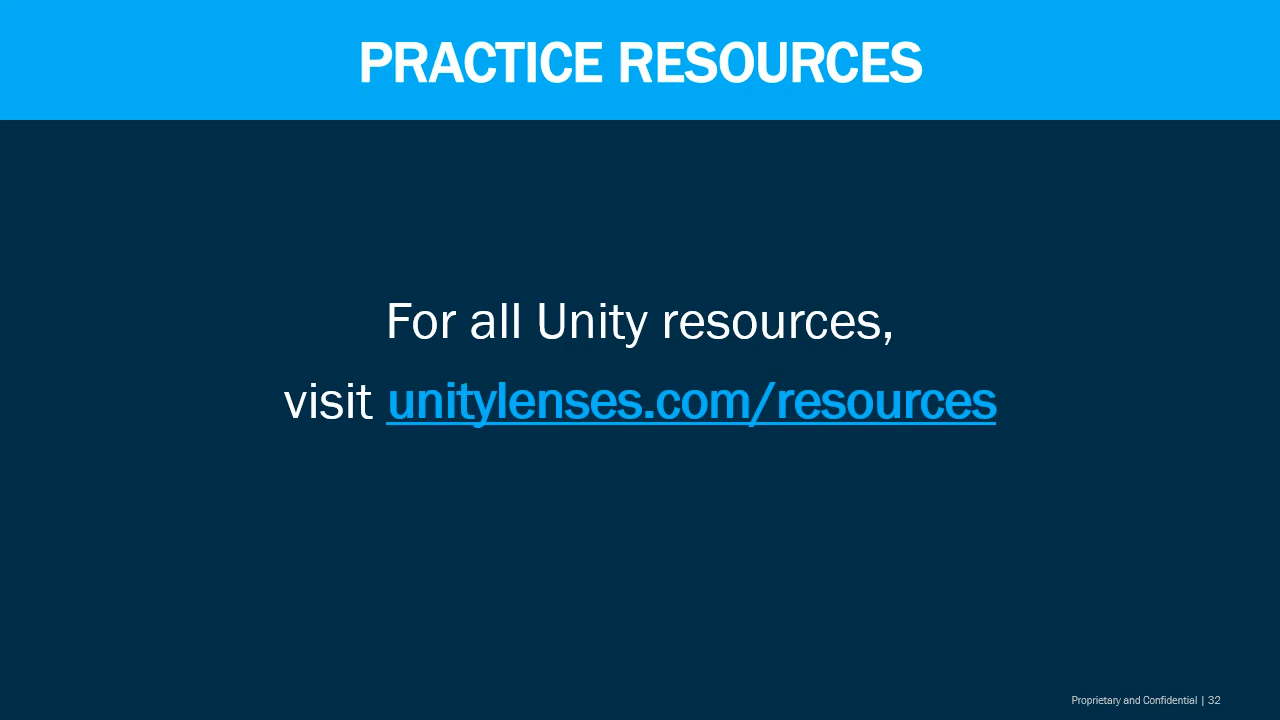 PRACTICE RESOURCES
For all Unity resources,
visit unitylenses.com/resources
Proprietary and Confidential | 32